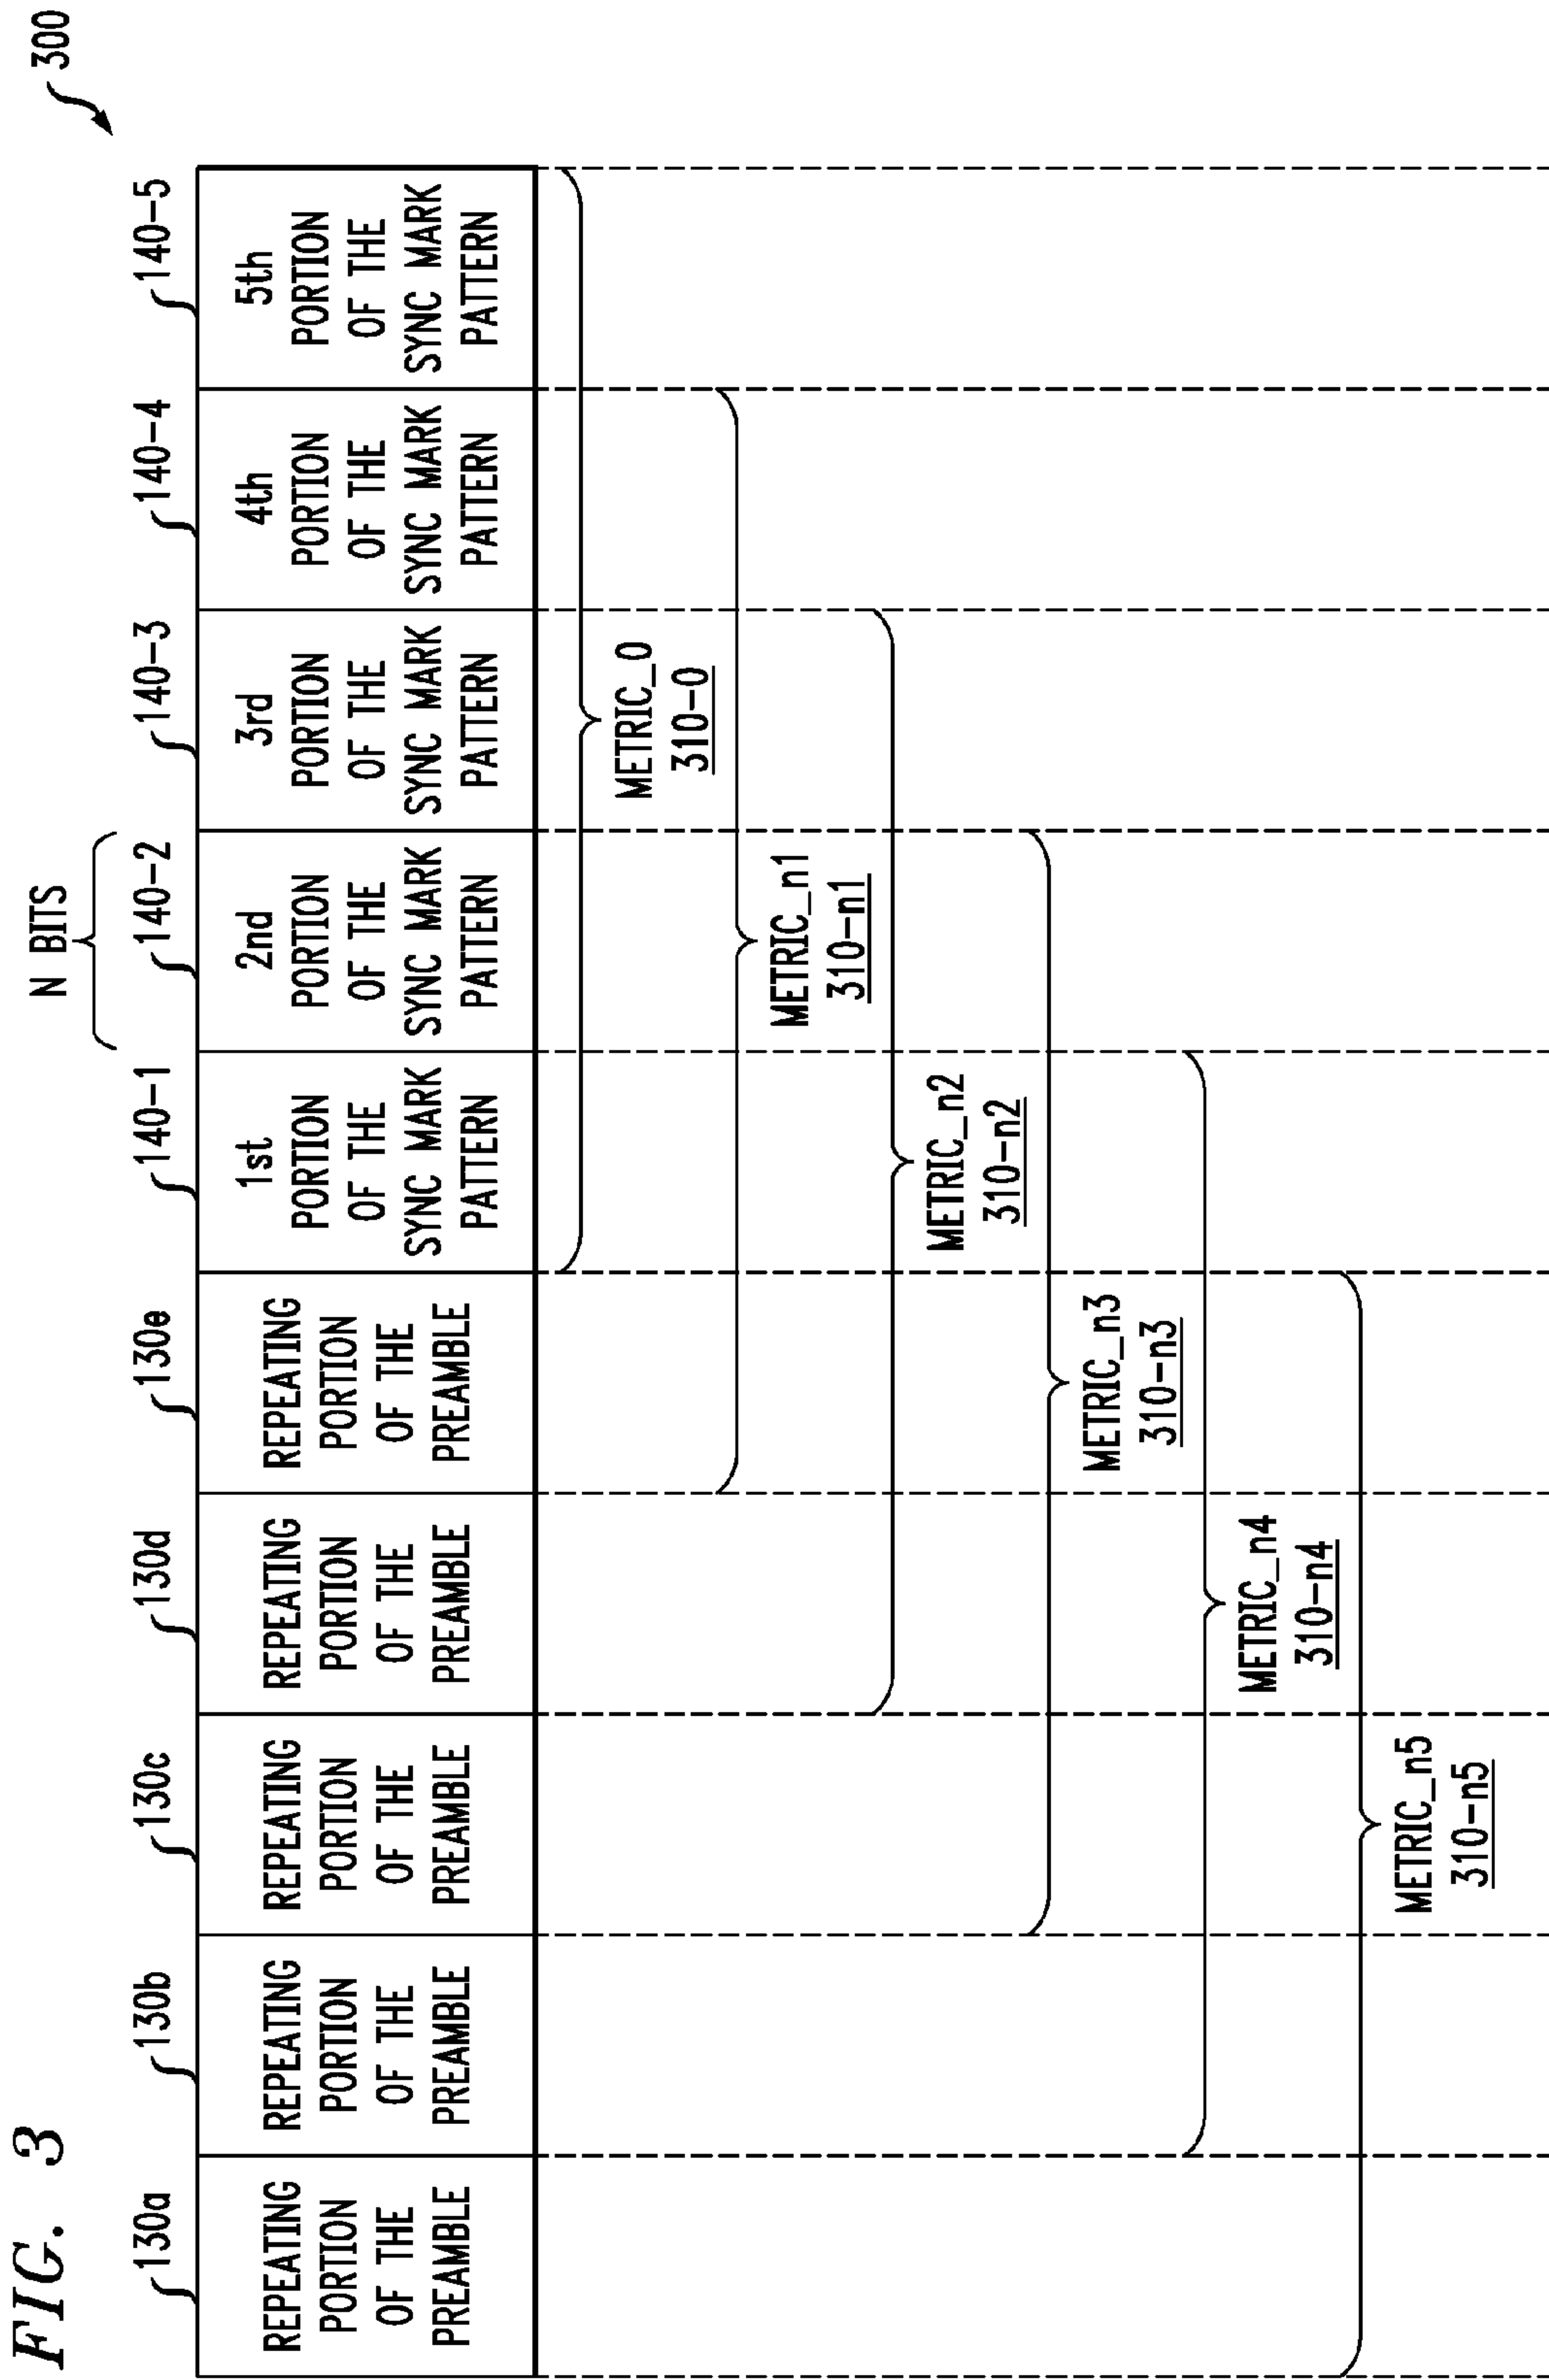 FIG. 3
300
N BITS
130a
130b
130c
130d
130e
140-1
140-2
140-3
140-4
140-5
REPEATING
PORTION
OF THE
PREAMBLE
REPEATING
PORTION
OF THE
PREAMBLE
REPEATING
PORTION
OF THE
PREAMBLE
REPEATING
PORTION
OF THE
PREAMBLE
REPEATING
PORTION
OF THE
PREAMBLE
1st
PORTION
OF THE
SYNC MARK
PATTERN
2nd
PORTION
OF THE
SYNC MARK
PATTERN
3rd
PORTION
OF THE
SYNC MARK
PATTERN
4th
PORTION
OF THE
SYNC MARK
PATTERN
5th
PORTION
OF THE
SYNC MARK
PATTERN
METRIC_0
310-0
METRIC_n1
310-n1
METRIC_n2
310-n2
METRIC_n3
310-n3
METRIC_n4
310-n4
METRIC_n5
310-n5